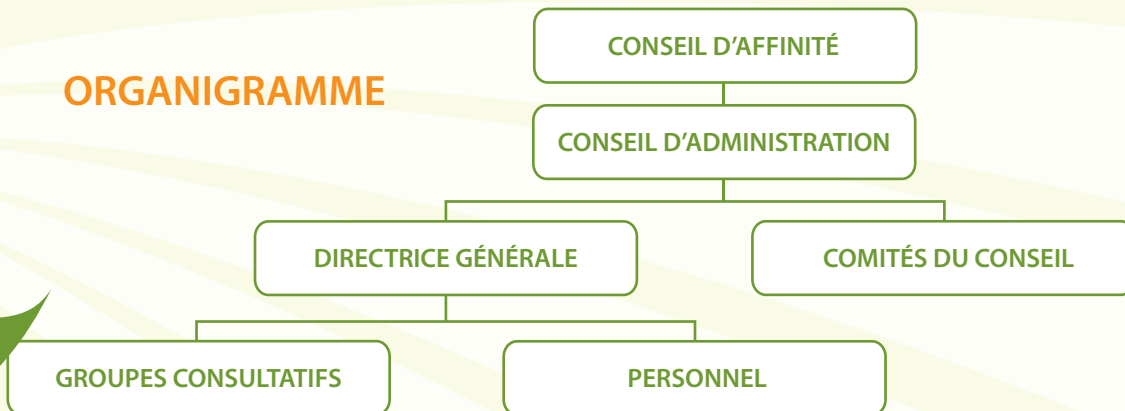 CONSEIL D’AFFINITÉ
ORGANIGRAMME
CONSEIL D’ADMINISTRATION
DIRECTRICE GÉNÉRALE
COMITÉS DU CONSEIL
GROUPES CONSULTATIFS
PERSONNEL